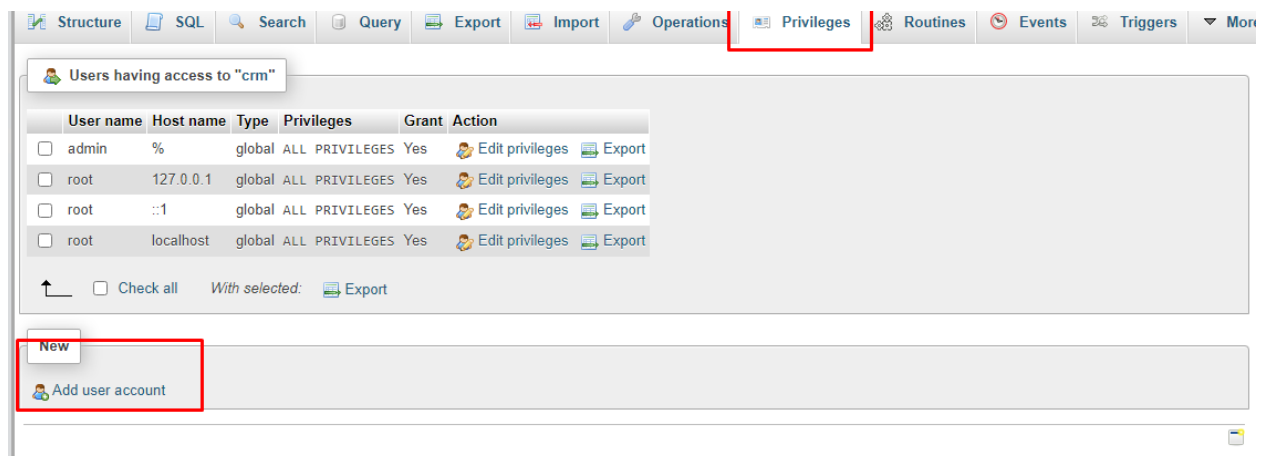 Structure SQL Search Query Export Import Operations Privileges Routines Events Triggers More
Users having access to "crm"
User name Host name Type Privileges Grant Action
admin % global ALL PRIVILEGES Yes Edit privileges Export
root 127.0.0.1 global ALL PRIVILEGES Yes Edit privileges Export
root ::1 global ALL PRIVILEGES Yes Edit privileges Export
root localhost global ALL PRIVILEGES Yes Edit privileges Export
Check all With selected: Export
New
Add user account